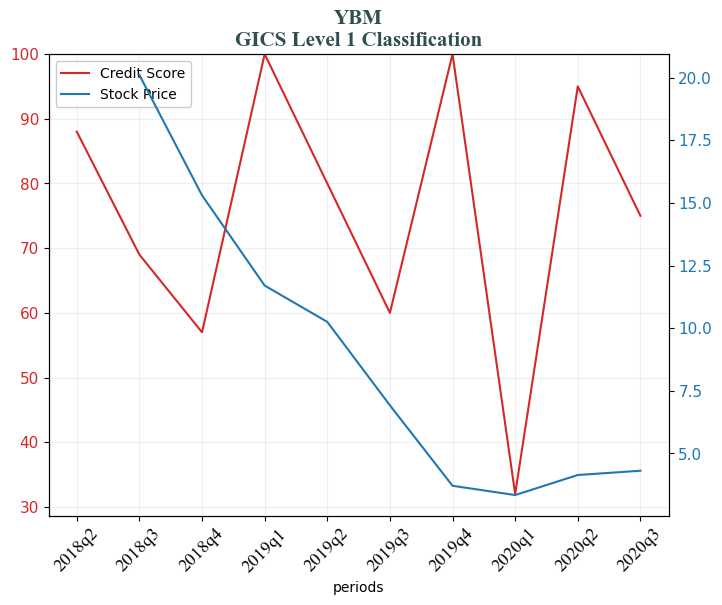 YBM
GICS Level 1 Classification
Credit Score
Stock Price
100
90
80
70
60
50
40
30
20.0
17.5
15.0
12.5
10.0
7.5
5.0
2018q2
2018q3
2018q4
2019q1
2019q2
2019q3
2019q4
2020q1
2020q2
2020q3
periods